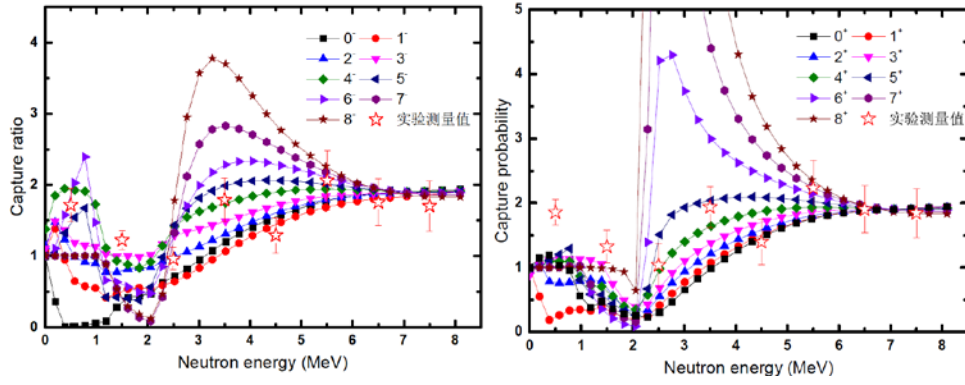 Capture ratio
4
3
2
1
0
0⁻ 1⁻
2⁻ 3⁻
4⁻ 5⁻
6⁻ 7⁻
8⁻ 实验测量值
0 1 2 3 4 5 6 7 8
Neutron energy (MeV)
Capture probability
5
4
3
2
1
0
0⁺ 1⁺
2⁺ 3⁺
4⁺ 5⁺
6⁺ 7⁺
8⁺ 实验测量值
0 1 2 3 4 5 6 7 8
Neutron energy (MeV)